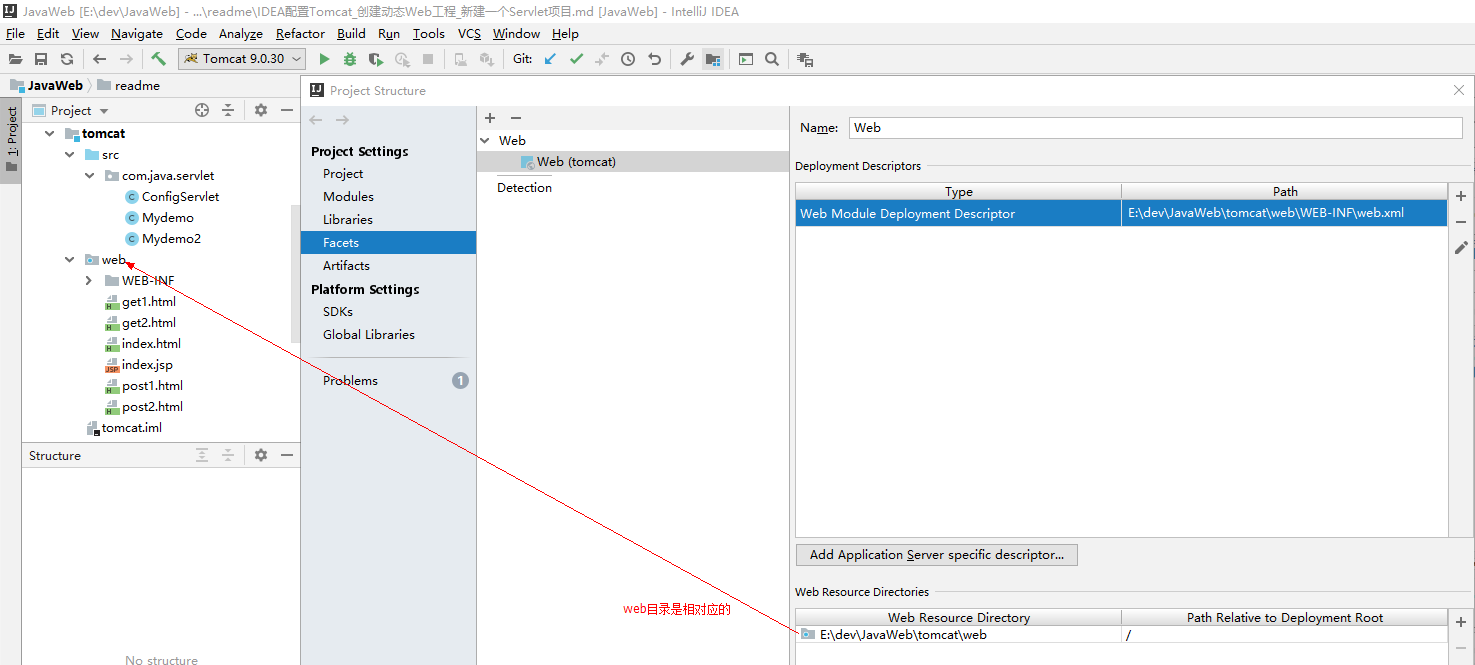 JavaWeb [E:\dev\JavaWeb] - ...\readme\IDEA配置Tomcat_创建动态Web工程_新建一个Servlet项目.md [JavaWeb] - IntelliJ IDEA
File Edit View Navigate Code Analyze Refactor Build Run Tools VCS Window Help
Tomcat 9.0.30 Git:
JavaWeb readme
1: Project
Project
tomcat
src
com.java.servlet
ConfigServlet
Mydemo
Mydemo2
web
WEB-INF
get1.html
get2.html
index.html
index.jsp
post1.html
post2.html
tomcat.iml
Structure
No structure
Project Structure
Project Settings
Project
Modules
Libraries
Facets
Artifacts
Platform Settings
SDKs
Global Libraries
Problems 1
Web
Web (tomcat)
Detection
Name: Web
Deployment Descriptors
Type Path
Web Module Deployment Descriptor E:\dev\JavaWeb\tomcat\web\WEB-INF\web.xml
Add Application Server specific descriptor...
Web Resource Directories
web目录是相对应的
Web Resource Directory Path Relative to Deployment Root
E:\dev\JavaWeb\tomcat\web /